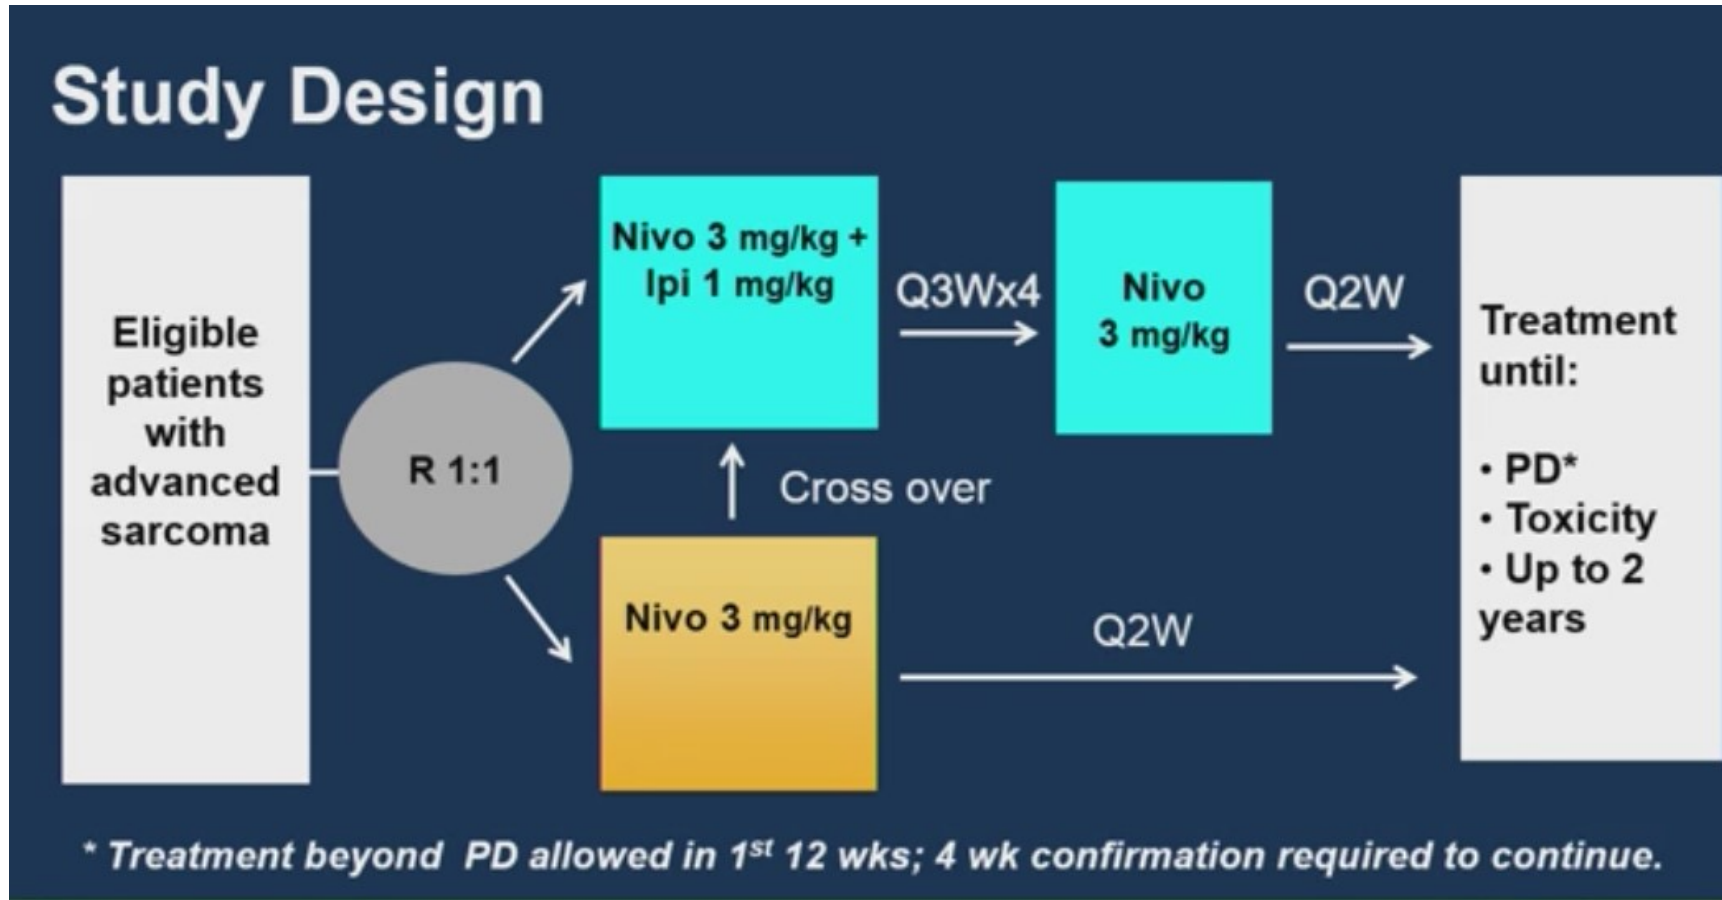 Study Design
Eligible
patients
with
advanced
sarcoma
R 1:1
Nivo 3 mg/kg +
Ipi 1 mg/kg
Q3Wx4
Nivo
3 mg/kg
Q2W
Cross over
Nivo 3 mg/kg
Q2W
Treatment
until:
• PD*
• Toxicity
• Up to 2
years
* Treatment beyond PD allowed in 1st 12 wks; 4 wk confirmation required to continue.